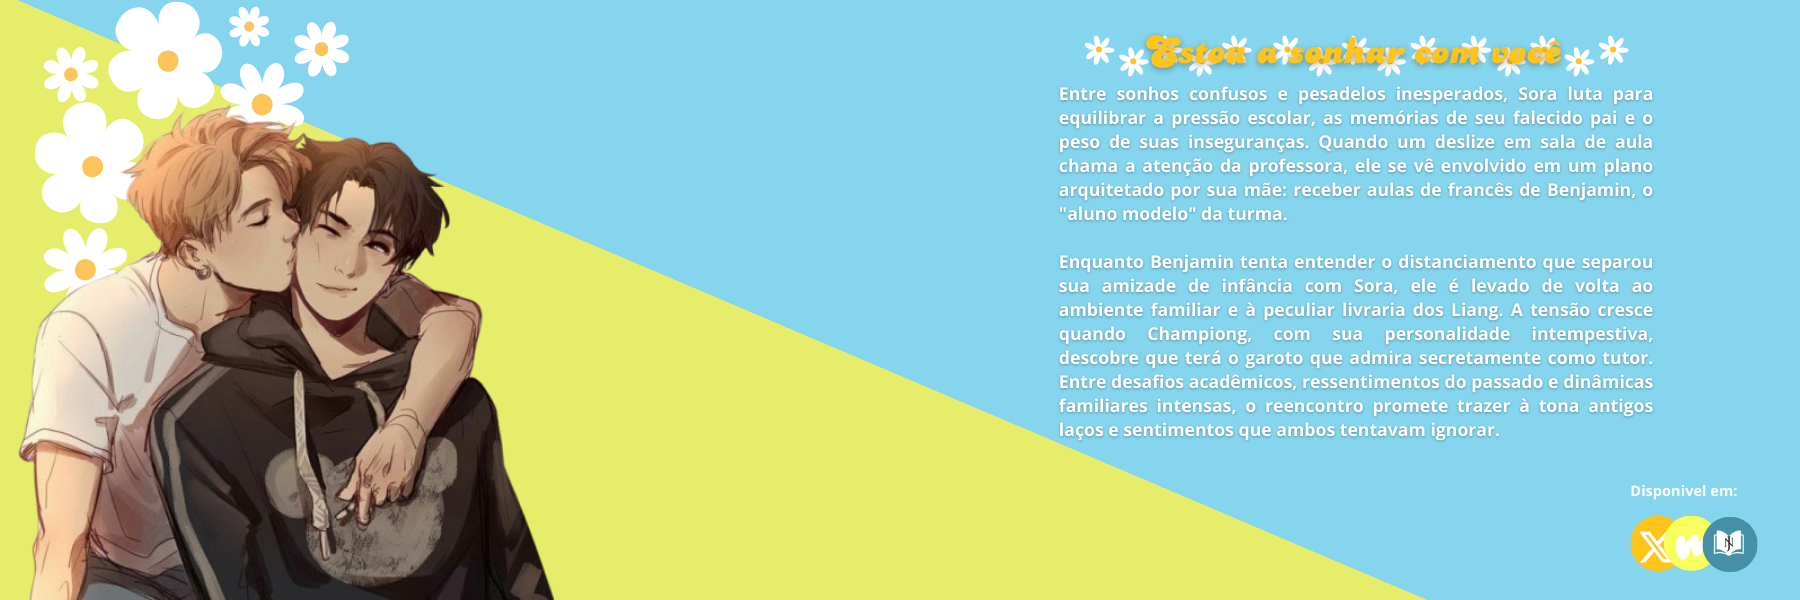 Estou a sonhar com você
Entre sonhos confusos e pesadelos inesperados, Sora luta para
equilibrar a pressão escolar, as memórias de seu falecido pai e o
peso de suas inseguranças. Quando um deslize em sala de aula
chama a atenção da professora, ele se vê envolvido em um plano
arquitetado por sua mãe: receber aulas de francês de Benjamin, o
"aluno modelo" da turma.
Enquanto Benjamin tenta entender o distanciamento que separou
sua amizade de infância com Sora, ele é levado de volta ao
ambiente familiar e à peculiar livraria dos Liang. A tensão cresce
quando Championg, com sua personalidade intempestiva,
descobre que terá o garoto que admira secretamente como tutor.
Entre desafios acadêmicos, ressentimentos do passado e dinâmicas
familiares intensas, o reencontro promete trazer à tona antigos
laços e sentimentos que ambos tentavam ignorar.
Disponivel em: